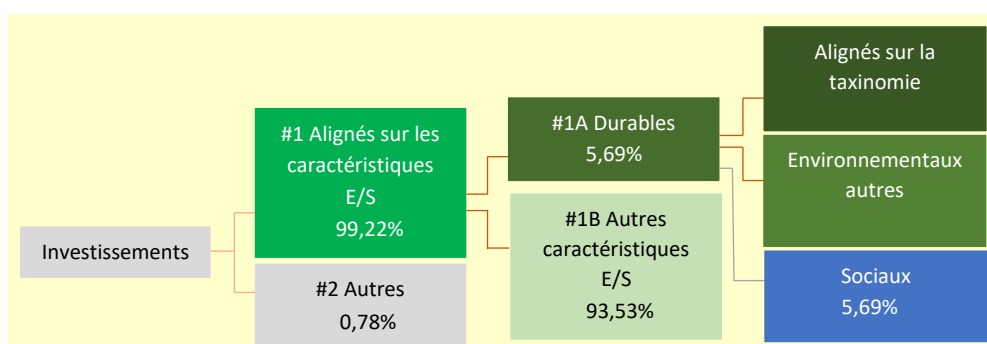 Investissements
#1 Alignés sur les
caractéristiques
E/S
99,22%
#2 Autres
0,78%
#1A Durables
5,69%
#1B Autres
caractéristiques
E/S
93,53%
Alignés sur la
taxinomie
Environnementaux
autres
Sociaux
5,69%